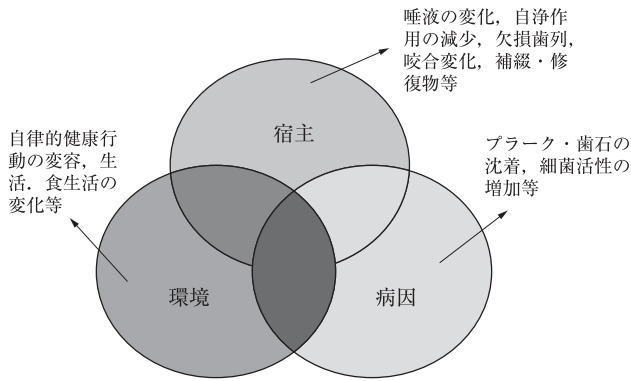 唾液の変化，自浄作
用の減少，欠損歯列，
咬合変化，補綴・修
復物等
宿主
自律的健康行
動の変容，生
活．食生活の
変化等
プラーク・歯石の
沈着，細菌活性の
増加等
環境
病因